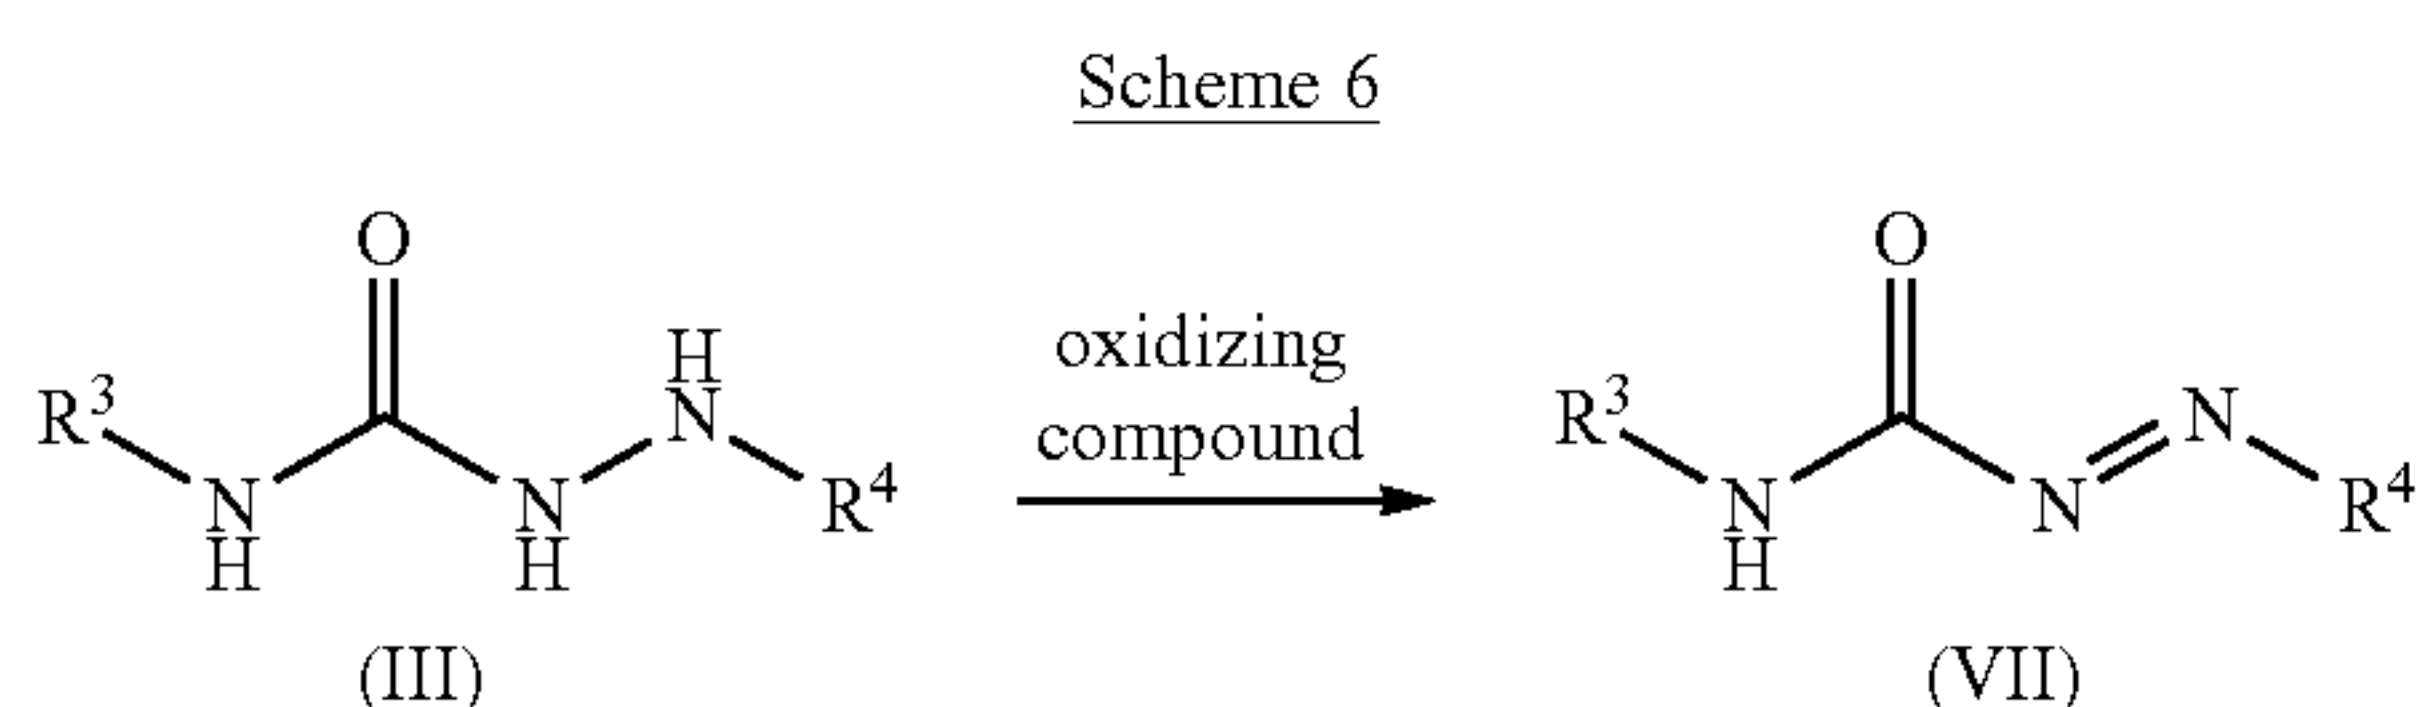 Scheme 6
O
H
N
R³
N
H
N
H
R⁴
(III)
oxidizing
compound
O
R³
N
H
N
N
R⁴
(VII)